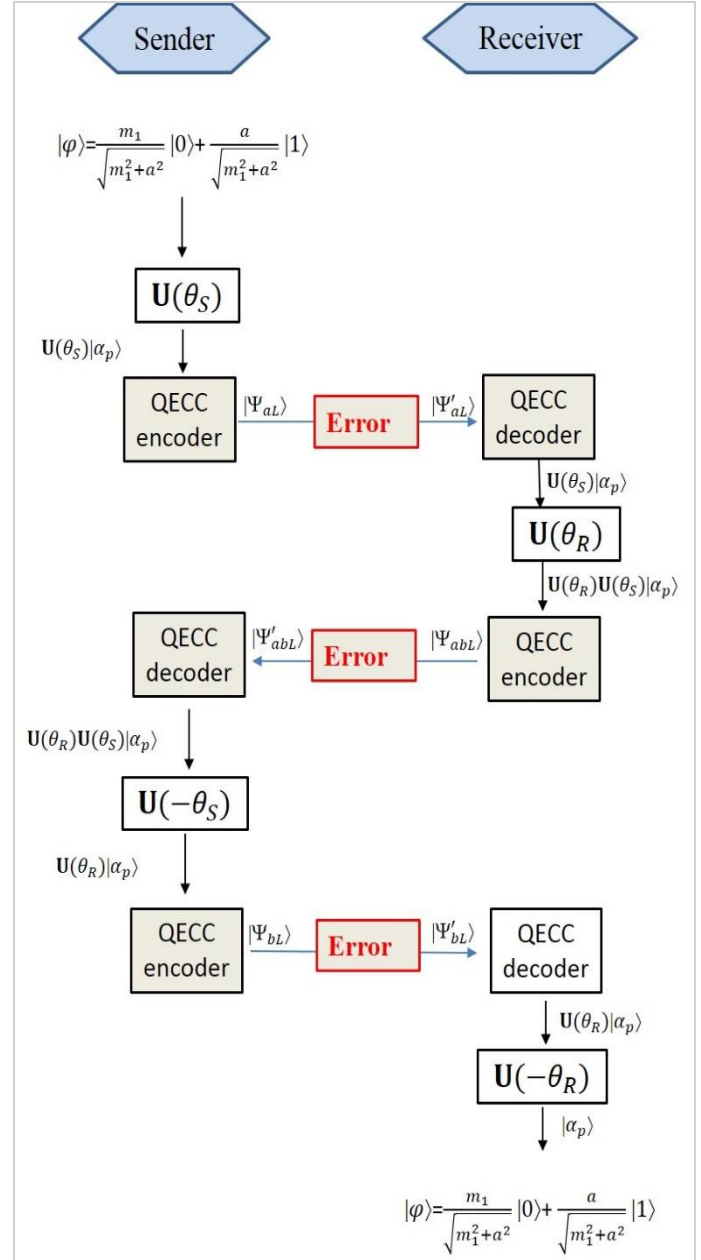 Sender Receiver
|φ⟩=m₁/√(m₁²+a²) |0⟩+ a/√(m₁²+a²) |1⟩
U(θ_S)
U(θ_S)|α_p⟩
QECC encoder |Ψ_aL⟩ Error |Ψ′_aL⟩ QECC decoder
U(θ_S)|α_p⟩
U(θ_R)
U(θ_R)U(θ_S)|α_p⟩
QECC decoder |Ψ′_abL⟩ Error |Ψ_abL⟩ QECC encoder
U(θ_R)U(θ_S)|α_p⟩
U(−θ_S)
U(θ_R)|α_p⟩
QECC encoder |Ψ_bL⟩ Error |Ψ′_bL⟩ QECC decoder
U(θ_R)|α_p⟩
U(−θ_R)
|α_p⟩
|φ⟩=m₁/√(m₁²+a²) |0⟩+ a/√(m₁²+a²) |1⟩